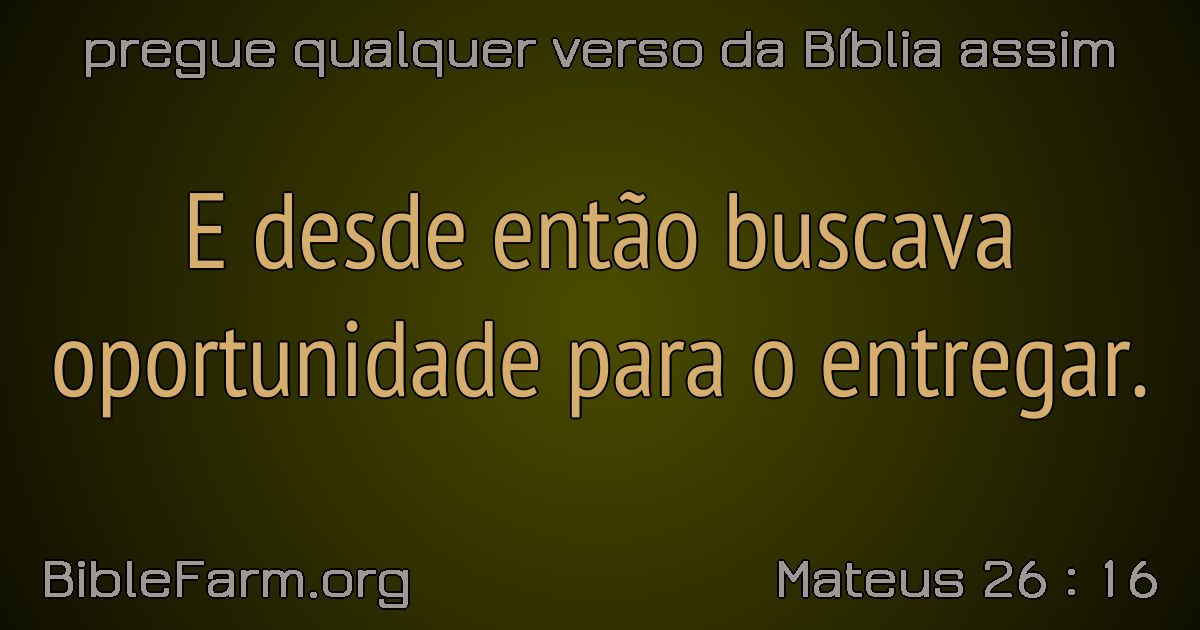 pregue qualquer verso da Bíblia assim
E desde então buscava
oportunidade para o entregar.
BibleFarm.org
Mateus 26 : 16